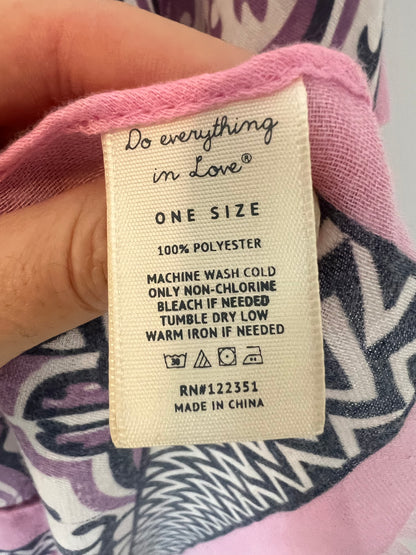 Do everything
in Love®
ONE SIZE
100% POLYESTER
MACHINE WASH COLD
ONLY NON-CHLORINE
BLEACH IF NEEDED
TUMBLE DRY LOW
WARM IRON IF NEEDED
30
RN#122351
MADE IN CHINA